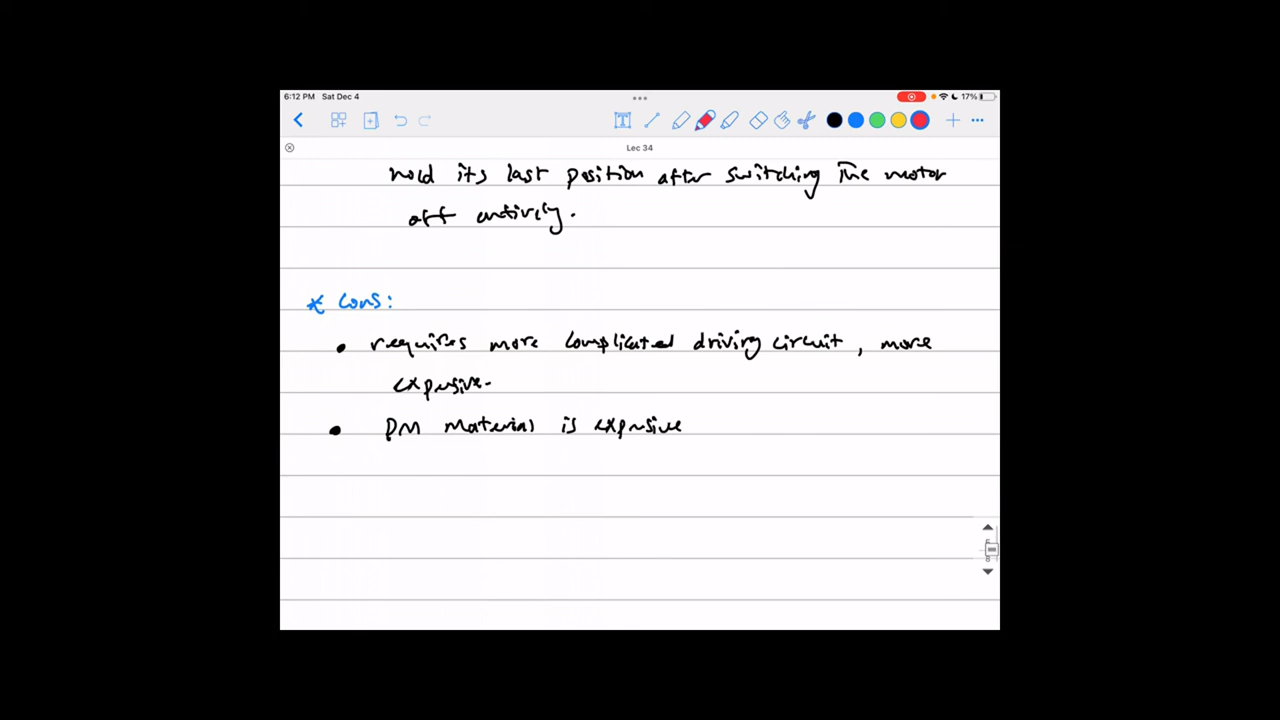 6:12 PM Sat Dec 4
17%
Lec 34
hold its last position after switching the motor
off entirely.
* Cons:
• requires more complicated driving circuit, more
expensive.
• PM material is expensive